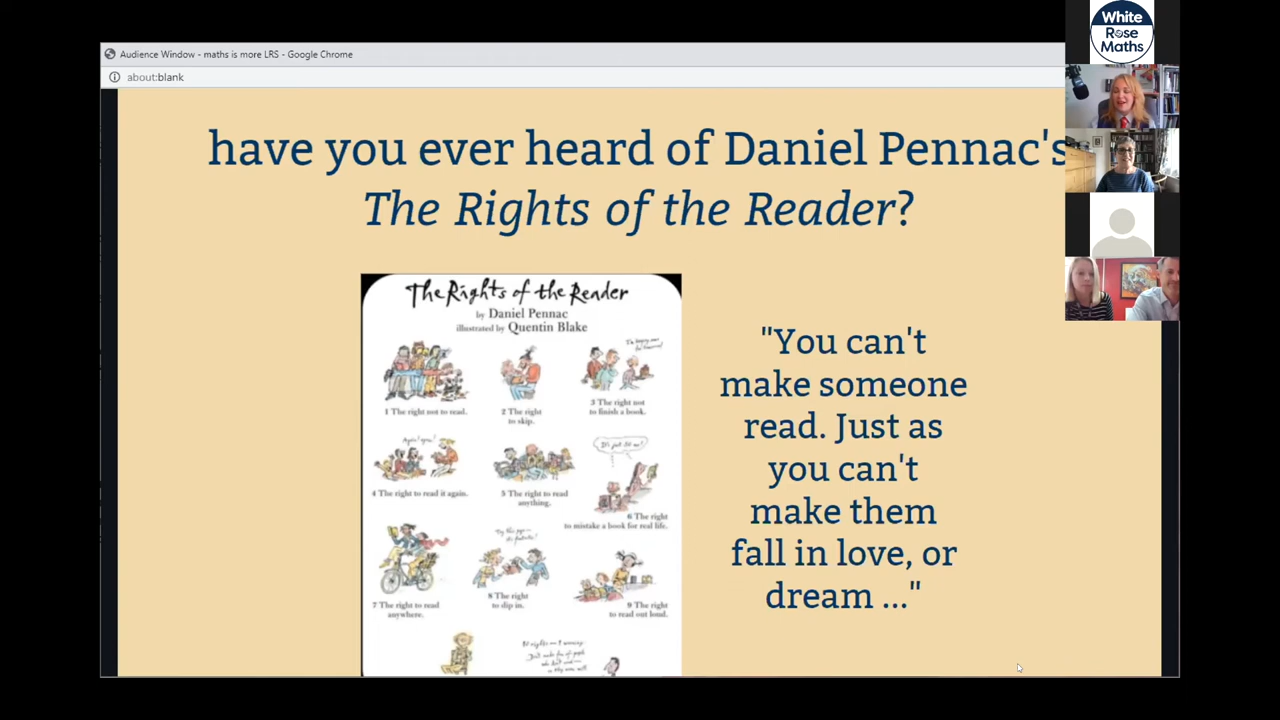 White
Rose
Maths
Audience Window - maths is more LRS - Google Chrome
about:blank
have you ever heard of Daniel Pennac's
The Rights of the Reader?
The Rights of the Reader
by Daniel Pennac
illustrated by Quentin Blake
1 The right not to read.
2 The right
to skip.
3 The right not
to finish a book.
4 The right to read it again.
5 The right to read
anything.
6 The right
to mistake a book for real life.
7 The right to read
anywhere.
8 The right
to dip in.
9 The right
to read out loud.
"You can't
make someone
read. Just as
you can't
make them
fall in love, or
dream ..."